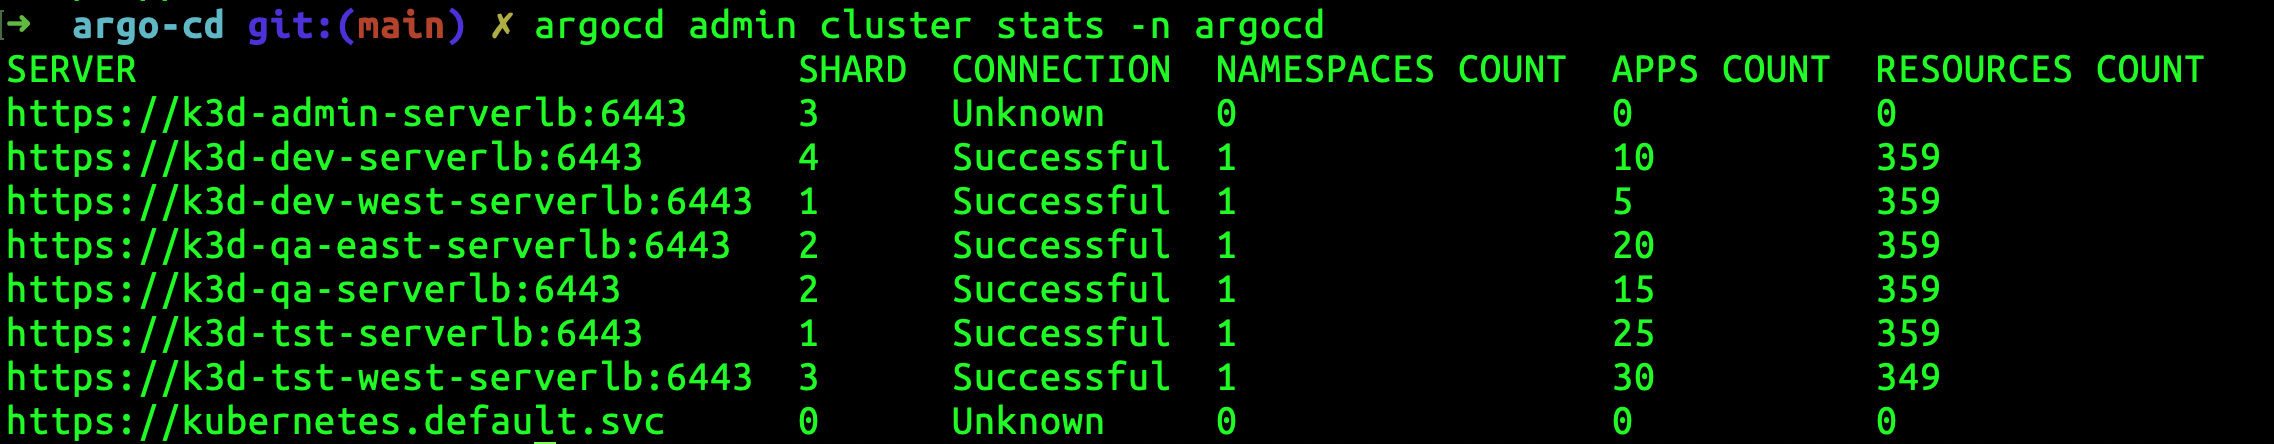 ➜ argo-cd git:(main) ✗ argocd admin cluster stats -n argocd
SERVER SHARD CONNECTION NAMESPACES COUNT APPS COUNT RESOURCES COUNT
https://k3d-admin-serverlb:6443 3 Unknown 0 0 0
https://k3d-dev-serverlb:6443 4 Successful 1 10 359
https://k3d-dev-west-serverlb:6443 1 Successful 1 5 359
https://k3d-qa-east-serverlb:6443 2 Successful 1 20 359
https://k3d-qa-serverlb:6443 2 Successful 1 15 359
https://k3d-tst-serverlb:6443 1 Successful 1 25 359
https://k3d-tst-west-serverlb:6443 3 Successful 1 30 349
https://kubernetes.default.svc 0 Unknown 0 0 0